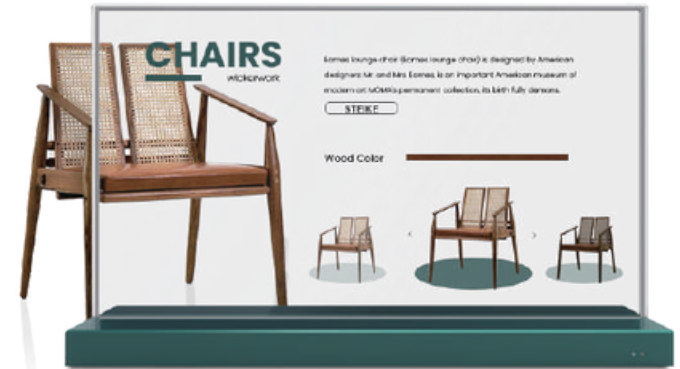 CHAIRS
wickerwork
Eames lounge chair (Eames lounge chair) is designed by American
designers Mr. and Mrs. Eames, is an important American museum of
modern art MOMA's permanent collection, its birth fully demons.
STEIKE
Wood Color